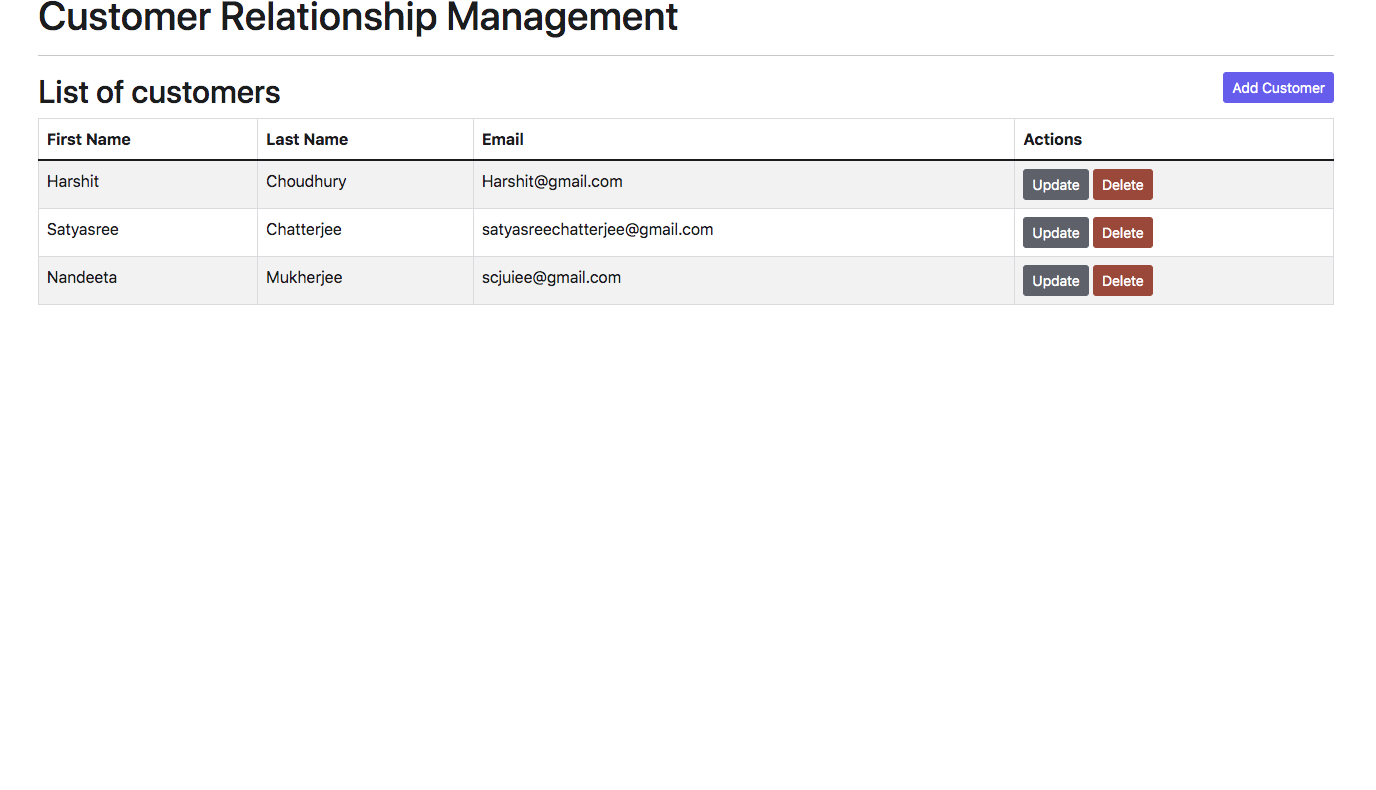 Customer Relationship Management
List of customers
Add Customer
First Name Last Name Email Actions
Harshit Choudhury Harshit@gmail.com Update Delete
Satyasree Chatterjee satyasreechatterjee@gmail.com Update Delete
Nandeeta Mukherjee scjuiee@gmail.com Update Delete